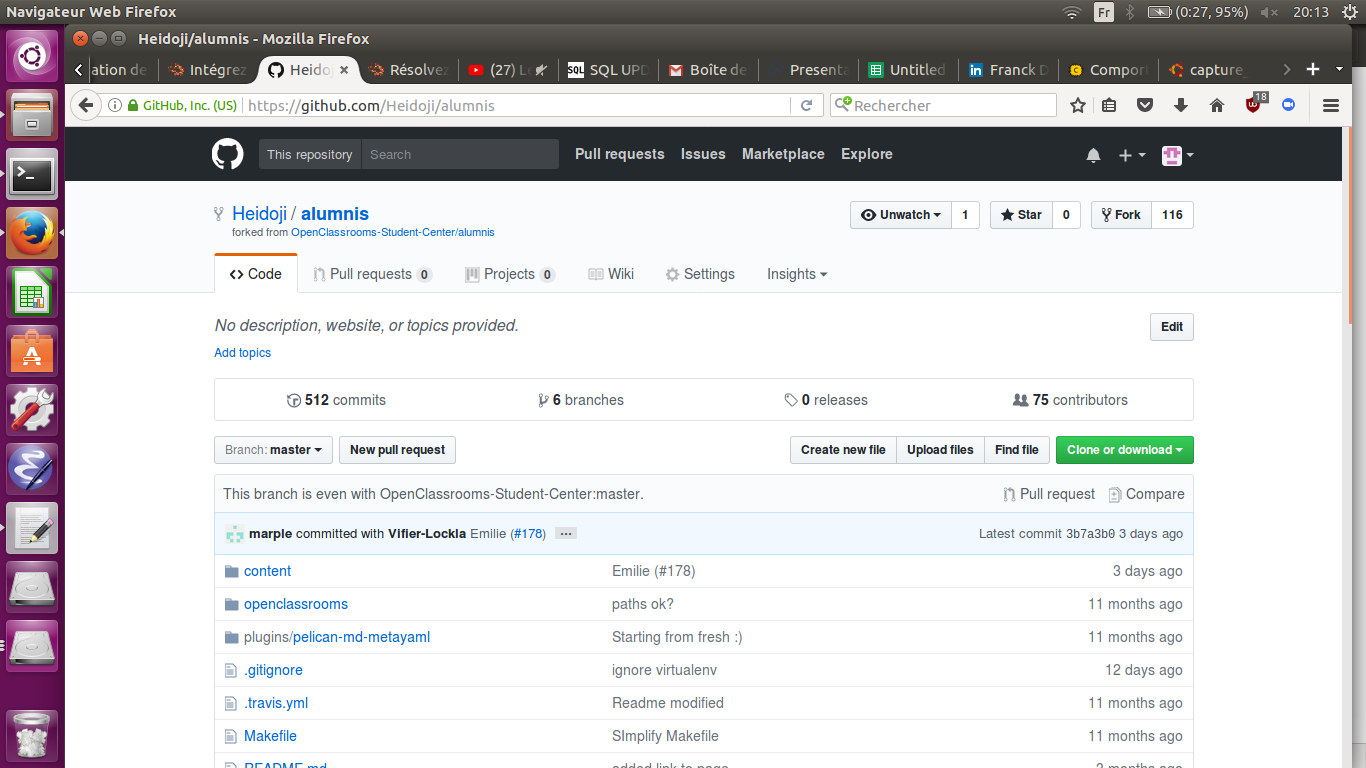 Navigateur Web Firefox
Fr (0:27, 95%) 20:13
Heidoji/alumnis - Mozilla Firefox
ation de Intégrez Heidoj Résolvez (27) L SQL SQL UPD Boîte de Présenta Untitled Franck D Comport capture_
GitHub, Inc. (US) https://github.com/Heidoji/alumnis Rechercher 18
This repository Search Pull requests Issues Marketplace Explore
Heidoji / alumnis
forked from OpenClassrooms-Student-Center/alumnis
Unwatch 1 Star 0 Fork 116
Code Pull requests 0 Projects 0 Wiki Settings Insights
No description, website, or topics provided.
Edit
Add topics
512 commits 6 branches 0 releases 75 contributors
Branch: master New pull request Create new file Upload files Find file Clone or download
This branch is even with OpenClassrooms-Student-Center:master. Pull request Compare
marple committed with Vifier-Lockla Emilie (#178) ... Latest commit 3b7a3b0 3 days ago
content Emilie (#178) 3 days ago
openclassrooms paths ok? 11 months ago
plugins/pelican-md-metayaml Starting from fresh :) 11 months ago
.gitignore ignore virtualenv 12 days ago
.travis.yml Readme modified 11 months ago
Makefile SImplify Makefile 11 months ago
README.md added link to page 3 months ago